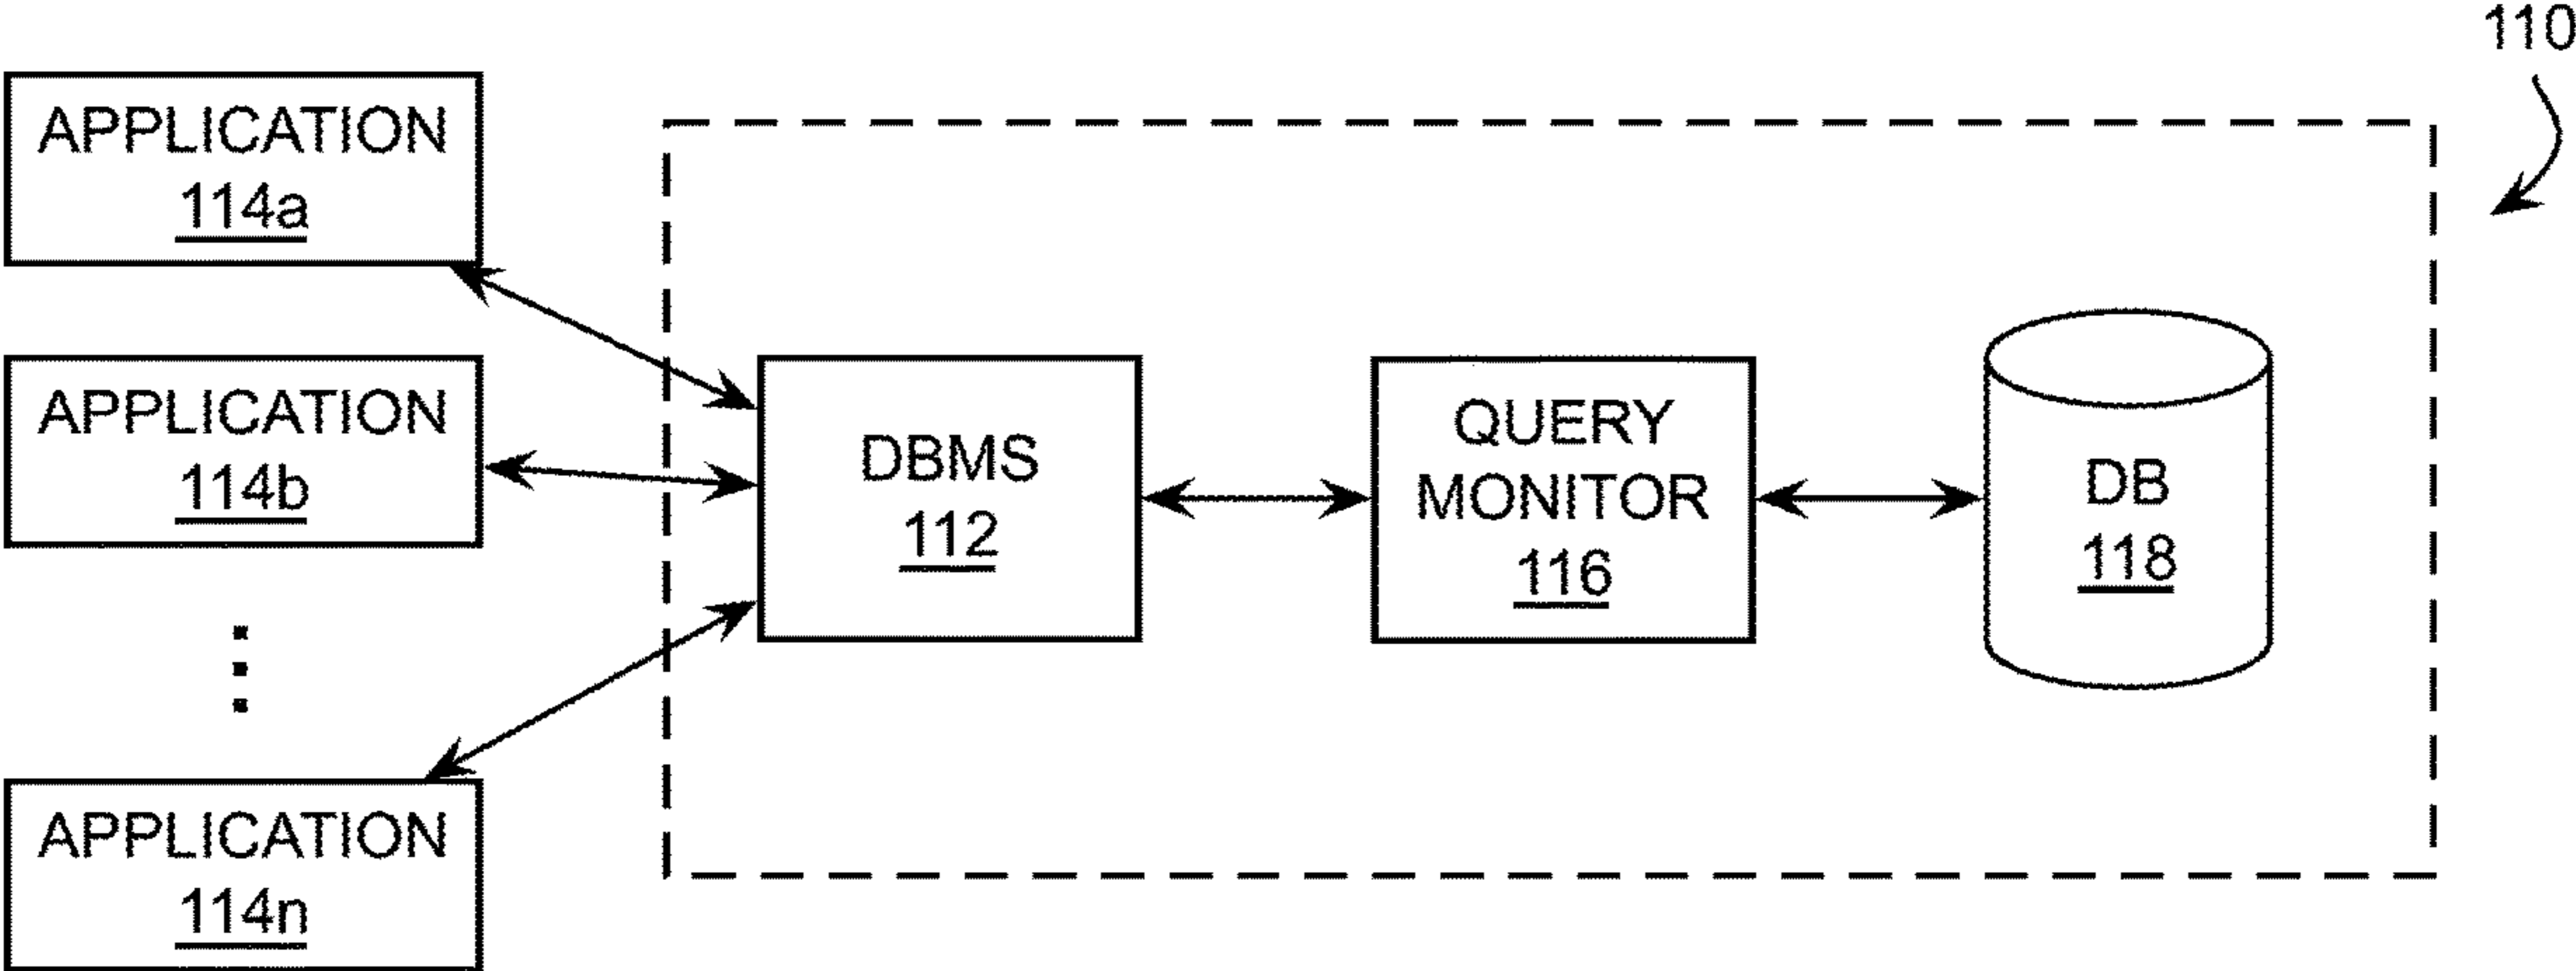 110
APPLICATION
114a
APPLICATION
114b
APPLICATION
114n
DBMS
112
QUERY
MONITOR
116
DB
118